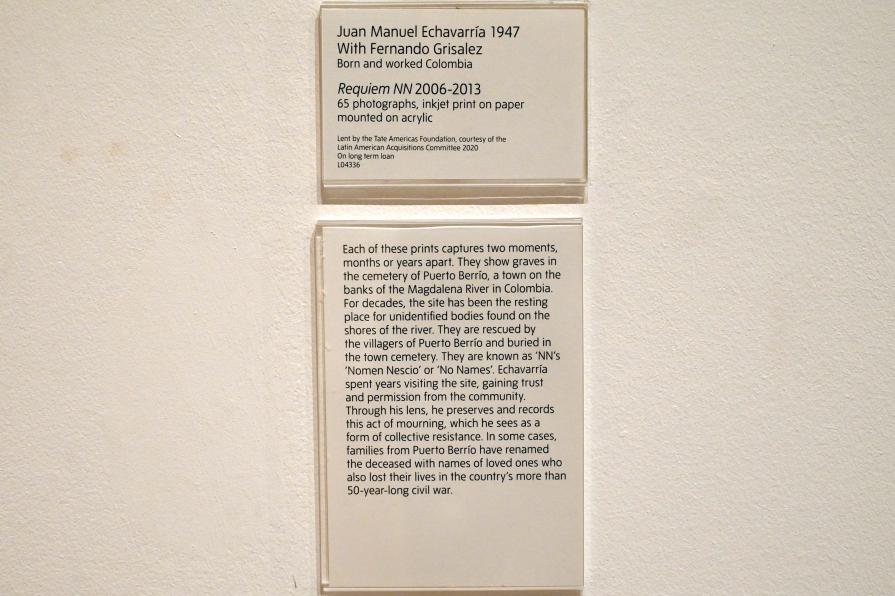 Juan Manuel Echavarría 1947
With Fernando Grisalez
Born and worked Colombia
Requiem NN 2006-2013
65 photographs, inkjet print on paper
mounted on acrylic
Lent by the Tate Americas Foundation, courtesy of the
Latin American Acquisitions Committee 2020
On long term loan
L04336
Each of these prints captures two moments,
months or years apart. They show graves in
the cemetery of Puerto Berrío, a town on the
banks of the Magdalena River in Colombia.
For decades, the site has been the resting
place for unidentified bodies found on the
shores of the river. They are rescued by
the villagers of Puerto Berrío and buried in
the town cemetery. They are known as ‘NN’s
‘Nomen Nescio’ or ‘No Names’. Echavarría
spent years visiting the site, gaining trust
and permission from the community.
Through his lens, he preserves and records
this act of mourning, which he sees as a
form of collective resistance. In some cases,
families from Puerto Berrío have renamed
the deceased with names of loved ones who
also lost their lives in the country’s more than
50-year-long civil war.